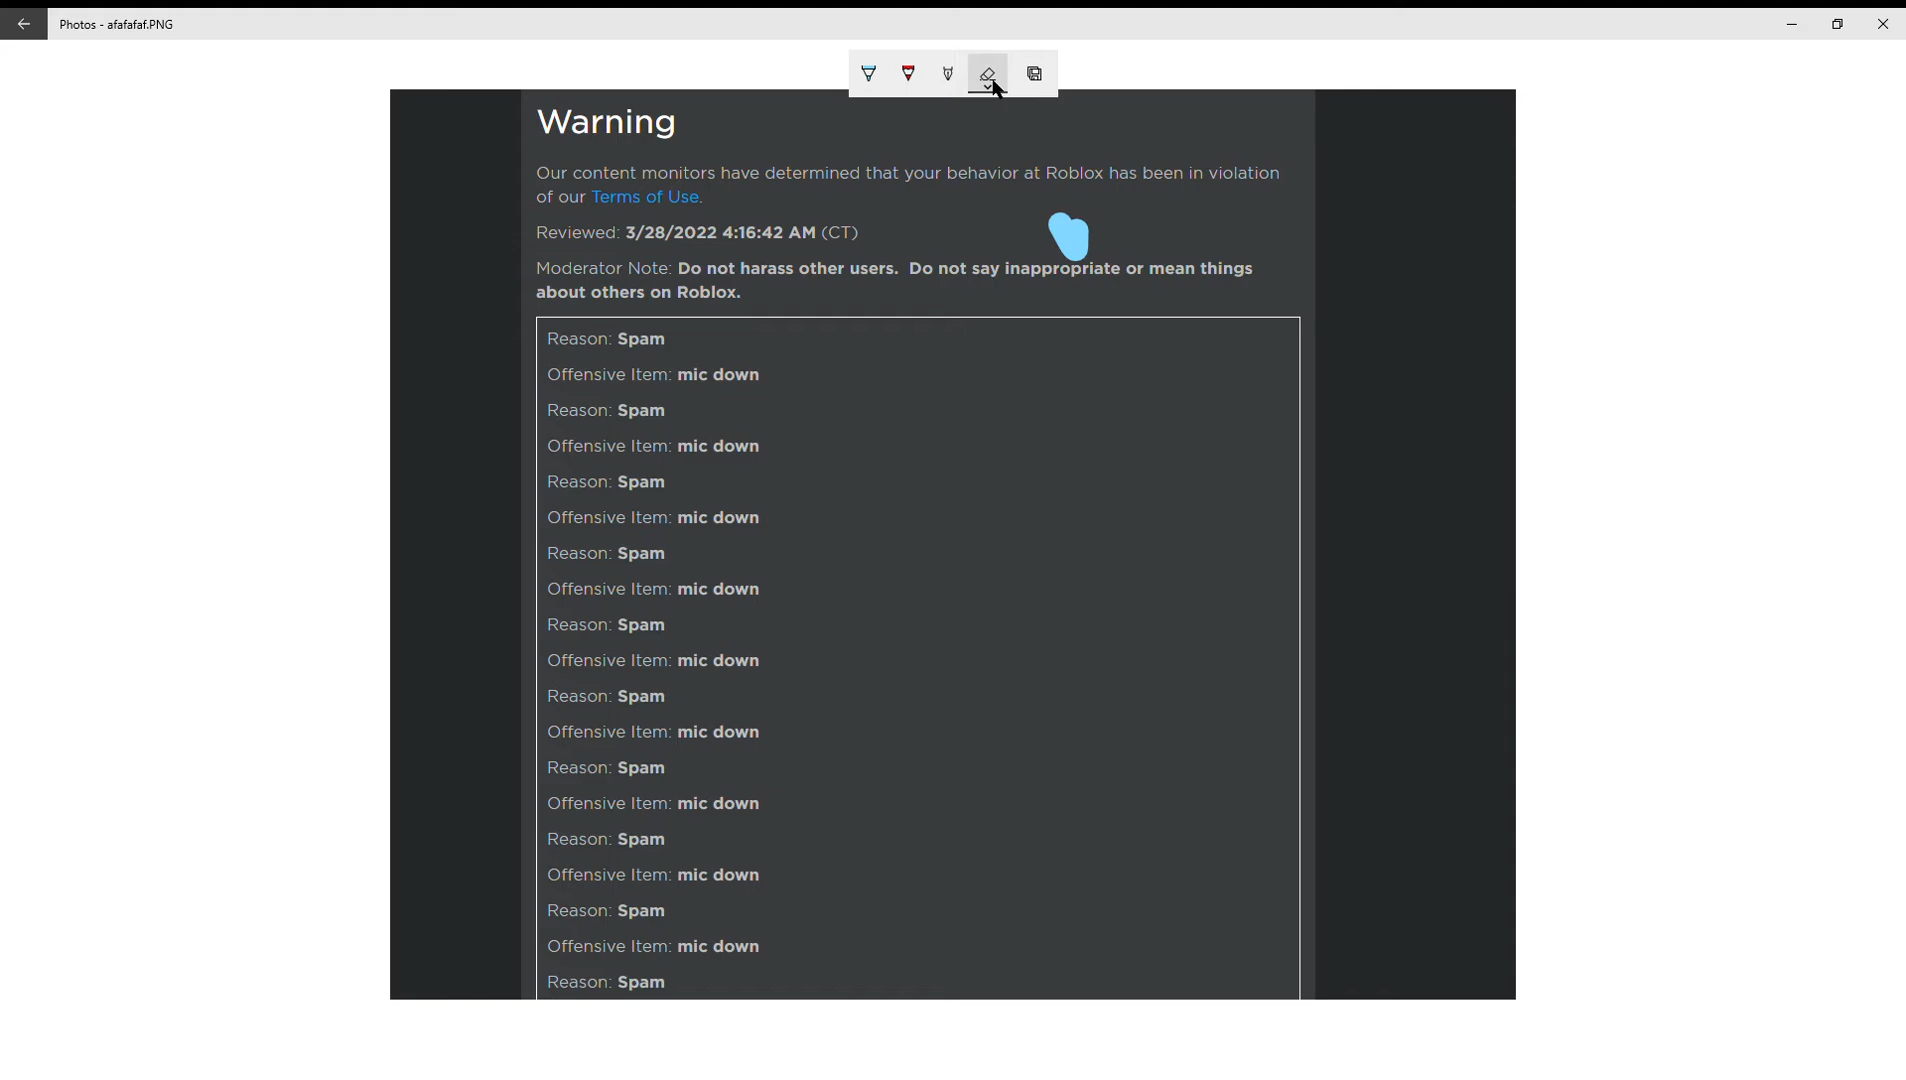 Photos - afafafaf.PNG
Warning
Our content monitors have determined that your behavior at Roblox has been in violation
of our Terms of Use.
Reviewed: 3/28/2022 4:16:42 AM (CT)
Moderator Note: Do not harass other users.  Do not say inappropriate or mean things
about others on Roblox.
Reason: Spam
Offensive Item: mic down
Reason: Spam
Offensive Item: mic down
Reason: Spam
Offensive Item: mic down
Reason: Spam
Offensive Item: mic down
Reason: Spam
Offensive Item: mic down
Reason: Spam
Offensive Item: mic down
Reason: Spam
Offensive Item: mic down
Reason: Spam
Offensive Item: mic down
Reason: Spam
Offensive Item: mic down
Reason: Spam